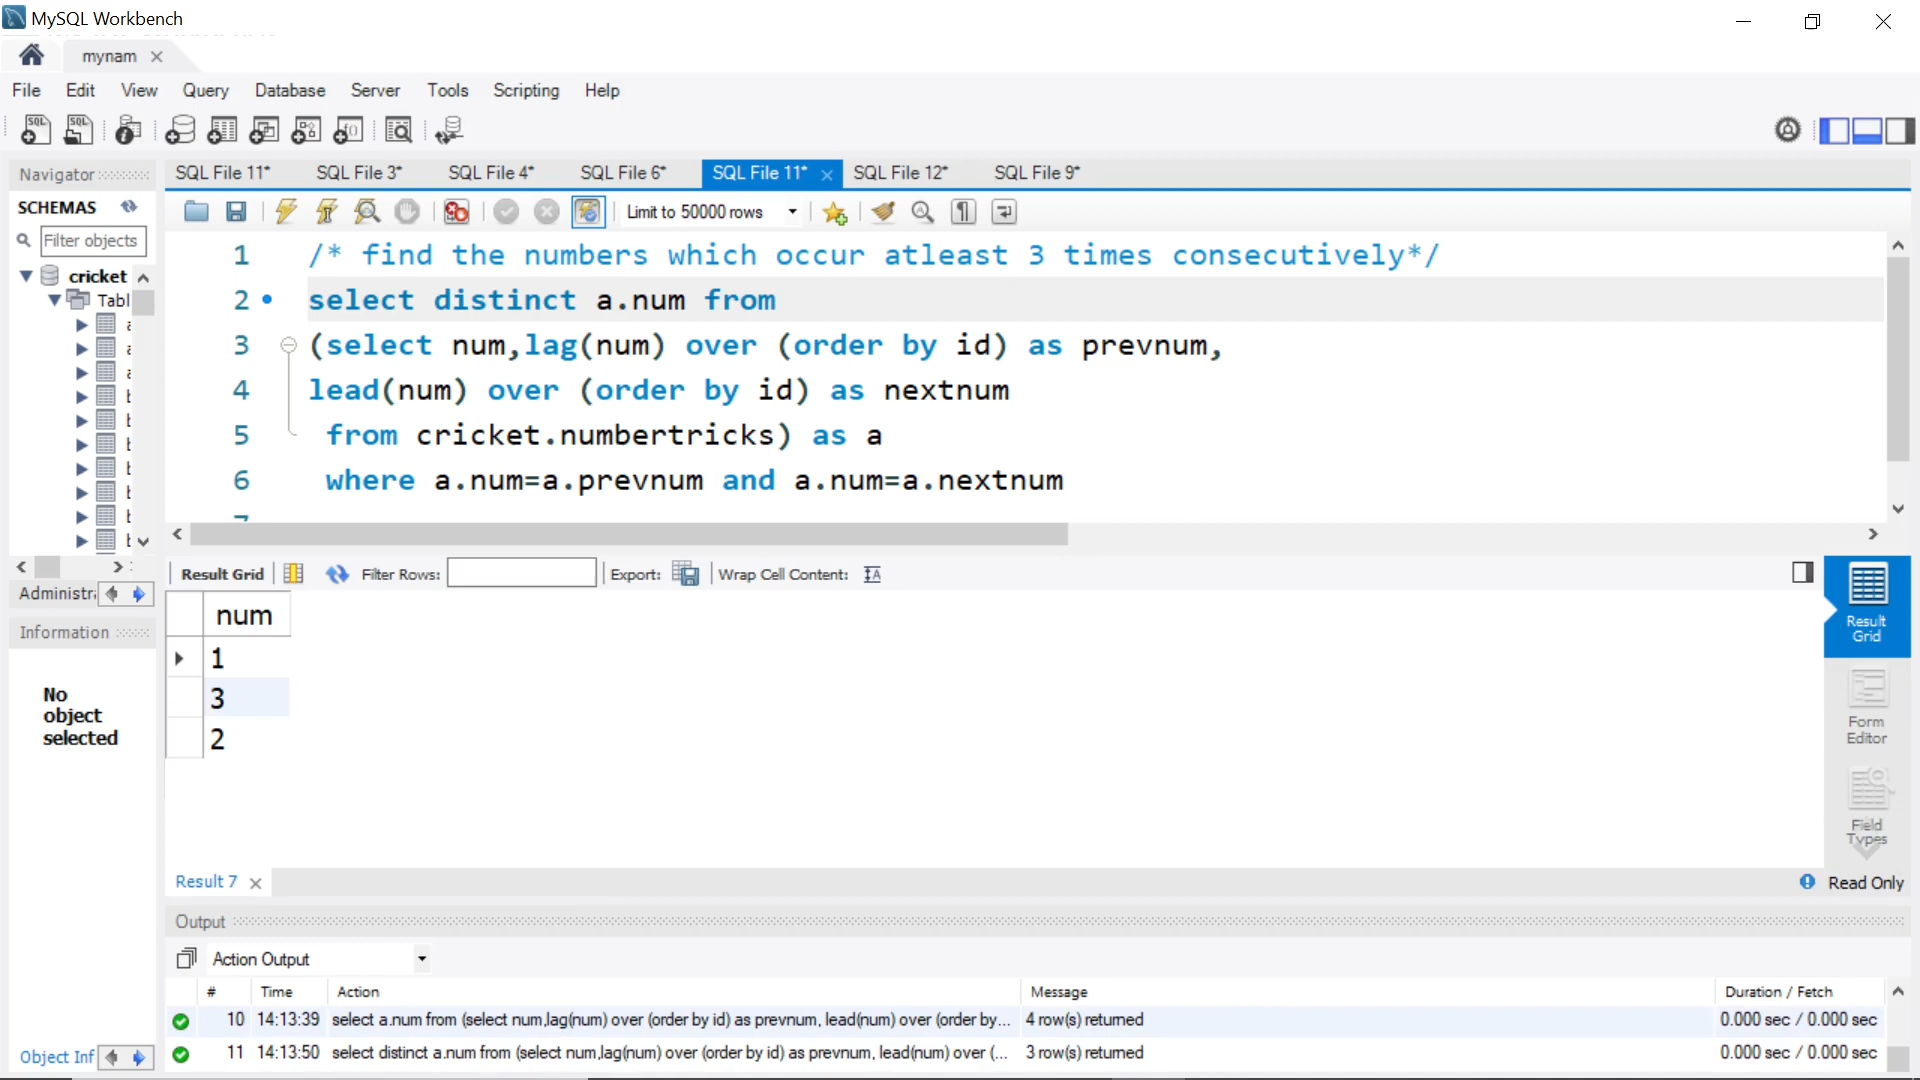 MySQL Workbench
mynam
File Edit View Query Database Server Tools Scripting Help
Navigator
SQL File 11* SQL File 3* SQL File 4* SQL File 6* SQL File 11* SQL File 12* SQL File 9*
SCHEMAS
Limit to 50000 rows
Filter objects
cricket
Tabl
1 /* find the numbers which occur atleast 3 times consecutively*/
2 select distinct a.num from
3 (select num,lag(num) over (order by id) as prevnum,
4 lead(num) over (order by id) as nextnum
5 from cricket.numbertricks) as a
6 where a.num=a.prevnum and a.num=a.nextnum
Administr
Information
No
object
selected
Result Grid Filter Rows: Export: Wrap Cell Content:
num
1
3
2
Result
Grid
Form
Editor
Field
Types
Result 7
Read Only
Output
Action Output
# Time Action Message Duration / Fetch
10 14:13:39 select a.num from (select num,lag(num) over (order by id) as prevnum, lead(num) over (order by... 4 row(s) returned 0.000 sec / 0.000 sec
11 14:13:50 select distinct a.num from (select num,lag(num) over (order by id) as prevnum, lead(num) over (... 3 row(s) returned 0.000 sec / 0.000 sec
Object Inf